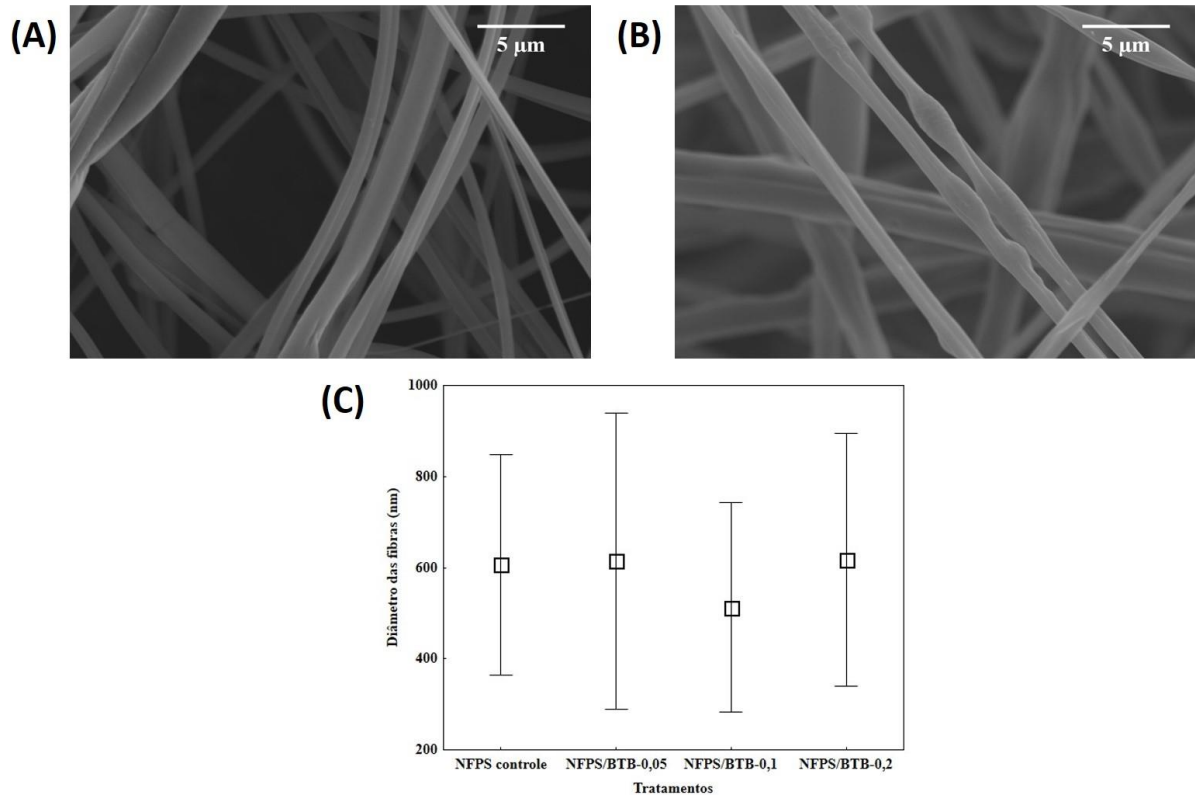 (A)
5 μm
(B)
5 μm
(C)
1000
800
600
400
200
Diâmetro das fibras (nm)
NFPS controle NFPS/BTB-0,05 NFPS/BTB-0,1 NFPS/BTB-0,2
Tratamentos